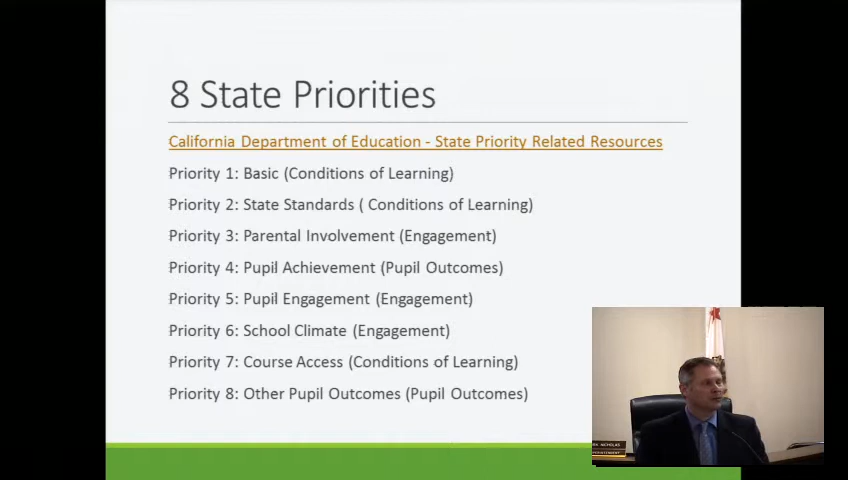 8 State Priorities
California Department of Education - State Priority Related Resources
Priority 1: Basic (Conditions of Learning)
Priority 2: State Standards ( Conditions of Learning)
Priority 3: Parental Involvement (Engagement)
Priority 4: Pupil Achievement (Pupil Outcomes)
Priority 5: Pupil Engagement (Engagement)
Priority 6: School Climate (Engagement)
Priority 7: Course Access (Conditions of Learning)
Priority 8: Other Pupil Outcomes (Pupil Outcomes)
NICHOLAS